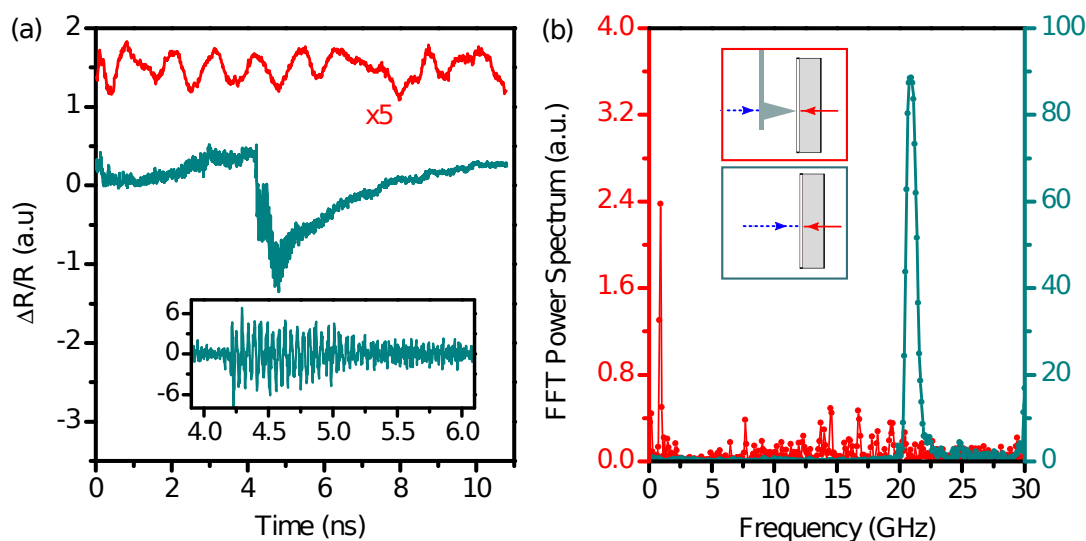 (a)
2
1
0
-1
-2
-3
ΔR/R (a.u)
x5
6
0
-6
4.0 4.5 5.0 5.5 6.0
0 2 4 6 8 10
Time (ns)
(b)
4.0
3.2
2.4
1.6
0.8
0.0
FFT Power Spectrum (a.u.)
100
80
60
40
20
0
0 5 10 15 20 25 30
Frequency (GHz)